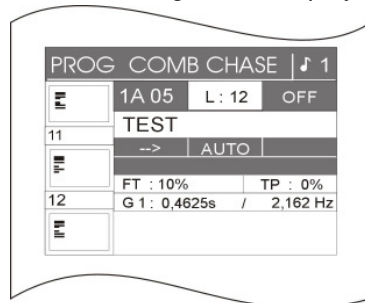 PROG COMB CHASE ♪ 1
1A 05 L : 12 OFF
TEST
11
--> AUTO
FT : 10% TP : 0%
12
G 1 : 0,4625s / 2,162 Hz